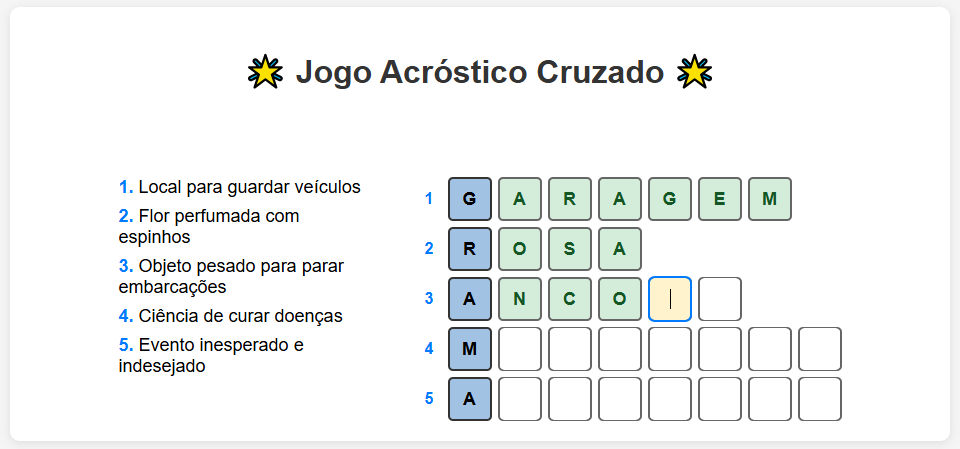 Jogo Acróstico Cruzado
1. Local para guardar veículos
2. Flor perfumada com
espinhos
3. Objeto pesado para parar
embarcações
4. Ciência de curar doenças
5. Evento inesperado e
indesejado
1 G A R A G E M
2 R O S A
3 A N C O
4 M
5 A